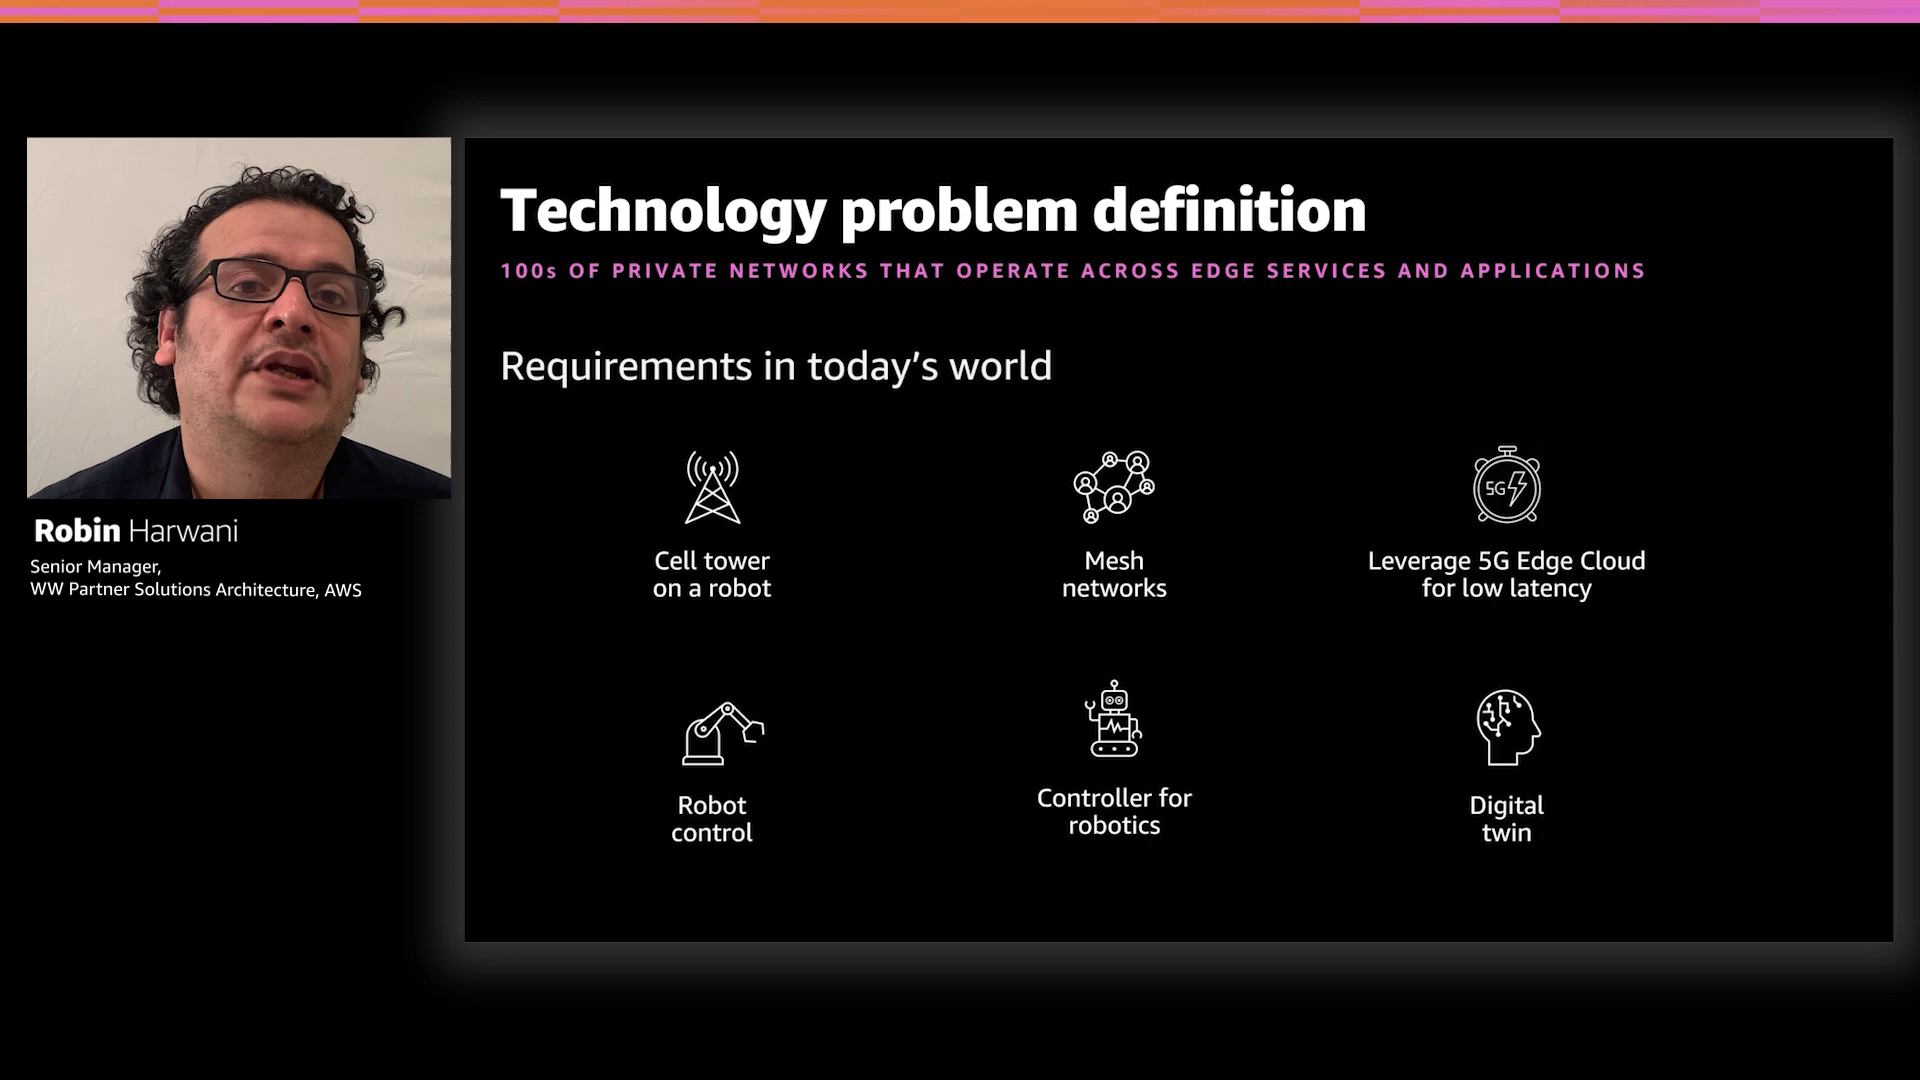 Technology problem definition
100s OF PRIVATE NETWORKS THAT OPERATE ACROSS EDGE SERVICES AND APPLICATIONS
Requirements in today’s world
Cell tower
on a robot
Mesh
networks
5G
Leverage 5G Edge Cloud
for low latency
Robot
control
Controller for
robotics
Digital
twin
Robin Harwani
Senior Manager,
WW Partner Solutions Architecture, AWS